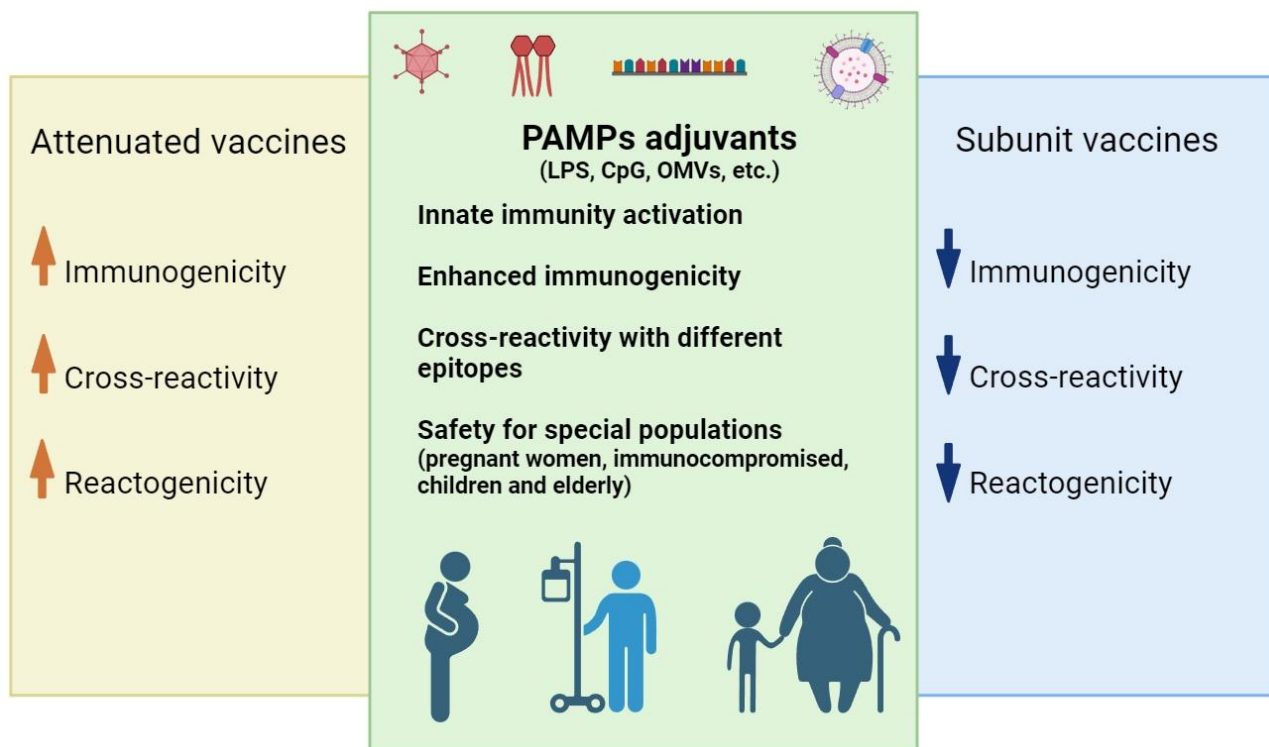 Attenuated vaccines
Immunogenicity
Cross-reactivity
Reactogenicity
PAMPs adjuvants
(LPS, CpG, OMVs, etc.)
Innate immunity activation
Enhanced immunogenicity
Cross-reactivity with different
epitopes
Safety for special populations
(pregnant women, immunocompromised,
children and elderly)
Subunit vaccines
Immunogenicity
Cross-reactivity
Reactogenicity